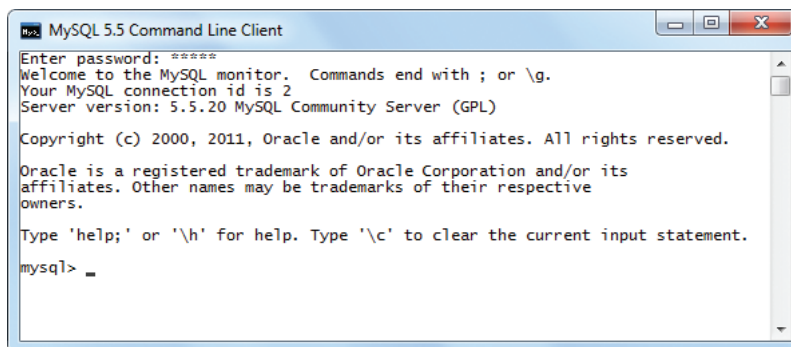 MySQL 5.5 Command Line Client
Enter password: *****
Welcome to the MySQL monitor.  Commands end with ; or \g.
Your MySQL connection id is 2
Server version: 5.5.20 MySQL Community Server (GPL)
Copyright (c) 2000, 2011, Oracle and/or its affiliates. All rights reserved.
Oracle is a registered trademark of Oracle Corporation and/or its
affiliates. Other names may be trademarks of their respective
owners.
Type 'help;' or '\h' for help. Type '\c' to clear the current input statement.
mysql> _